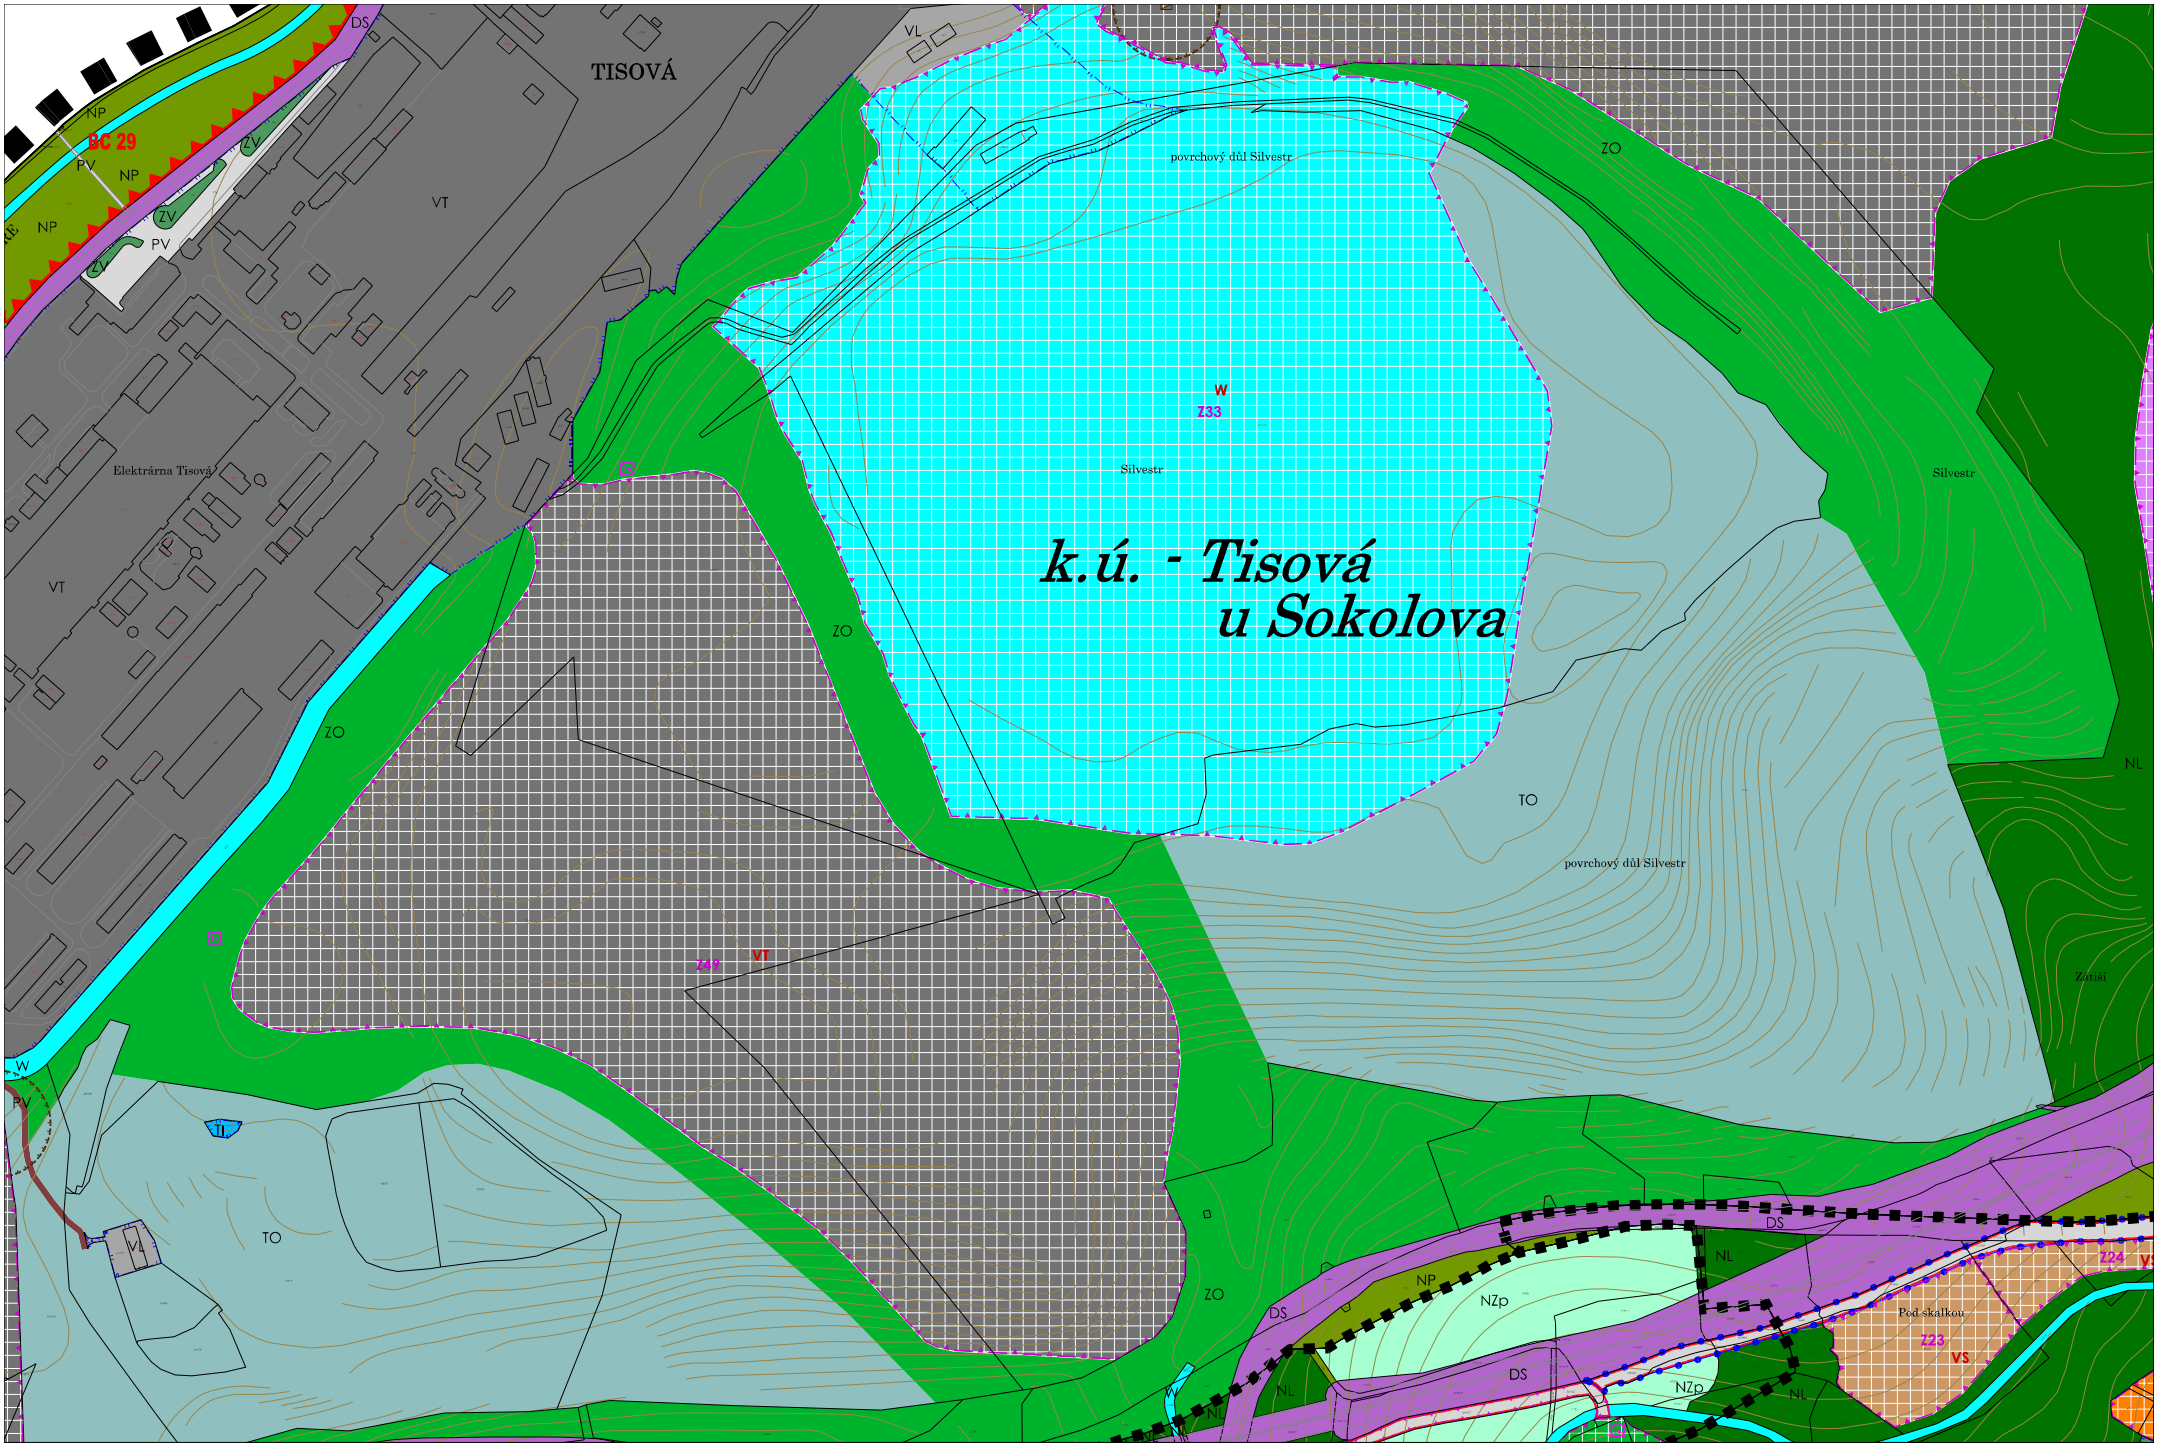 DS
VL
TISOVÁ
NP
BC 29
ZV
ZO
povrchový důl Silvestr
PV
NP
VT
ZV
NP
PV
ZV
W
Z33
Elektrárna Tisová
Silvestr
Silvestr
k.ú. - Tisová
u Sokolova
VT
ZO
ZO
NL
TO
povrchový důl Silvestr
VT
Z49
Zátiší
W
PV
TO
VL
DS
NL
Z24
VS
NP
ZO
NZp
DS
Pod skalkou
Z23
VS
DS
NL
NZp
NL
W
NL